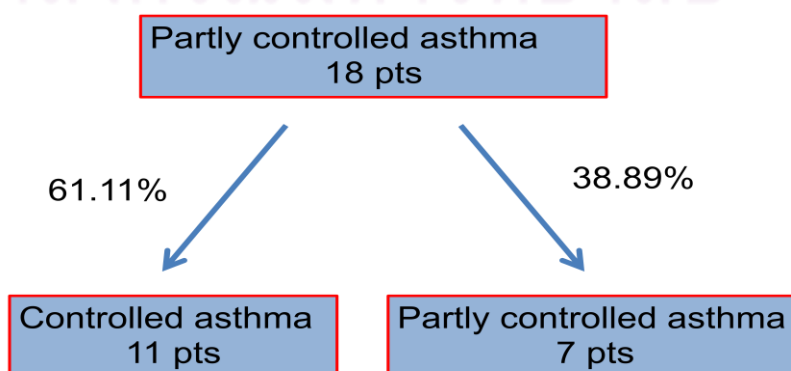 Partly controlled asthma
18 pts
61.11%
38.89%
Controlled asthma
11 pts
Partly controlled asthma
7 pts